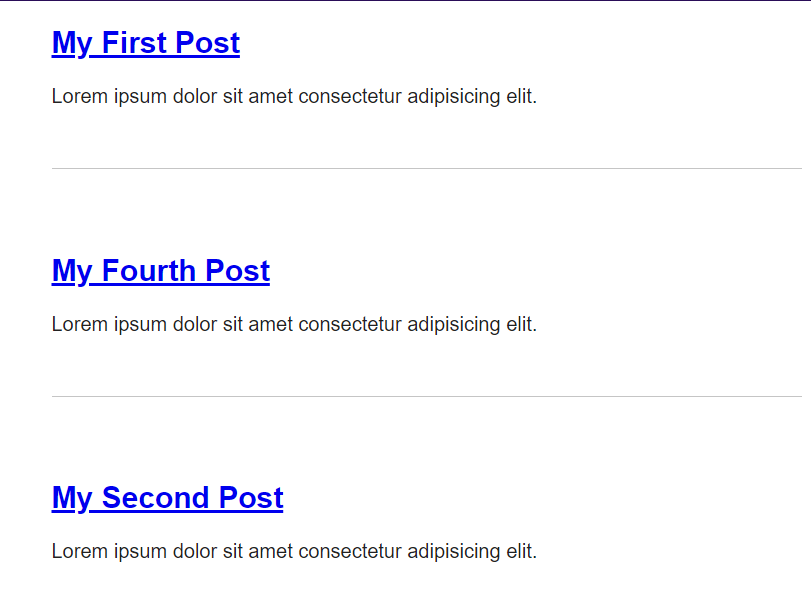 My First Post
Lorem ipsum dolor sit amet consectetur adipisicing elit.
My Fourth Post
Lorem ipsum dolor sit amet consectetur adipisicing elit.
My Second Post
Lorem ipsum dolor sit amet consectetur adipisicing elit.